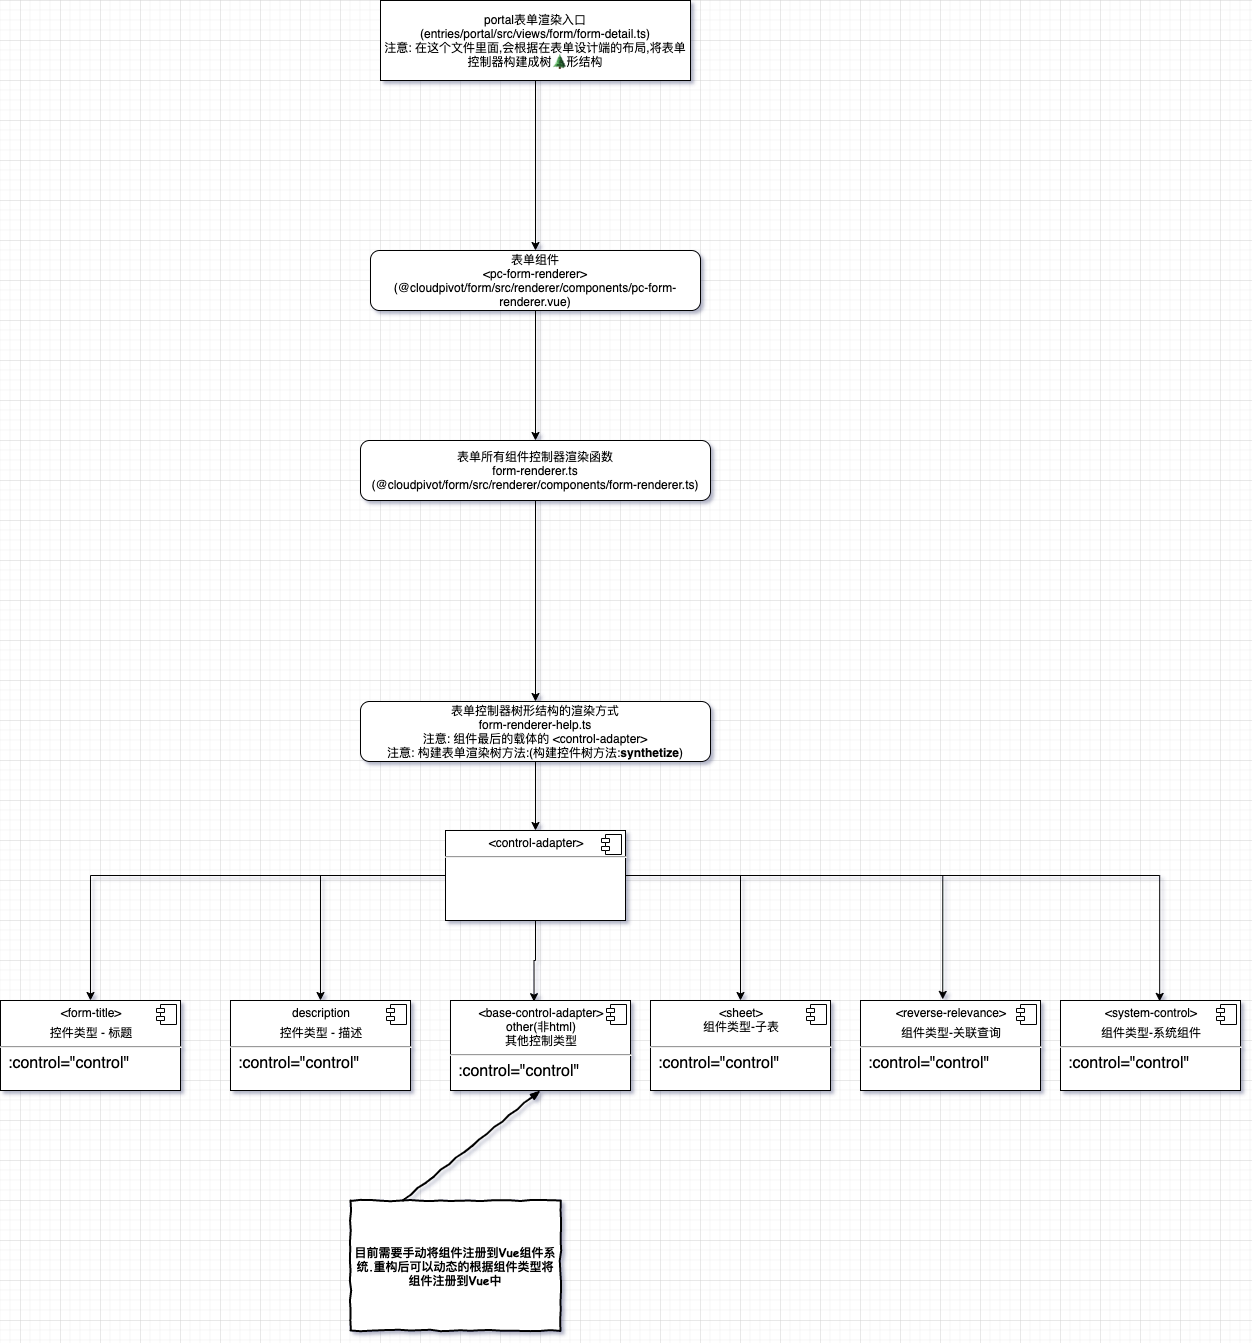 portal表单渲染入口
(entries/portal/src/views/form/form-detail.ts)
注意: 在这个文件里面,会根据在表单设计端的布局,将表单
控制器构建成树🌲形结构
表单组件
<pc-form-renderer>
(@cloudpivot/form/src/renderer/components/pc-form-
renderer.vue)
表单所有组件控制器渲染函数
form-renderer.ts
(@cloudpivot/form/src/renderer/components/form-renderer.ts)
表单控制器树形结构的渲染方式
form-renderer-help.ts
注意: 组件最后的载体的 <control-adapter>
注意: 构建表单渲染树方法:(构建控件树方法:synthetize)
<control-adapter>
<form-title>
控件类型 - 标题
:control="control"
description
控件类型 - 描述
:control="control"
<base-control-adapter>
other(非html)
其他控制类型
:control="control"
<sheet>
组件类型-子表
:control="control"
<reverse-relevance>
组件类型-关联查询
:control="control"
<system-control>
组件类型-系统组件
:control="control"
目前需要手动将组件注册到Vue组件系
统.重构后可以动态的根据组件类型将
组件注册到Vue中